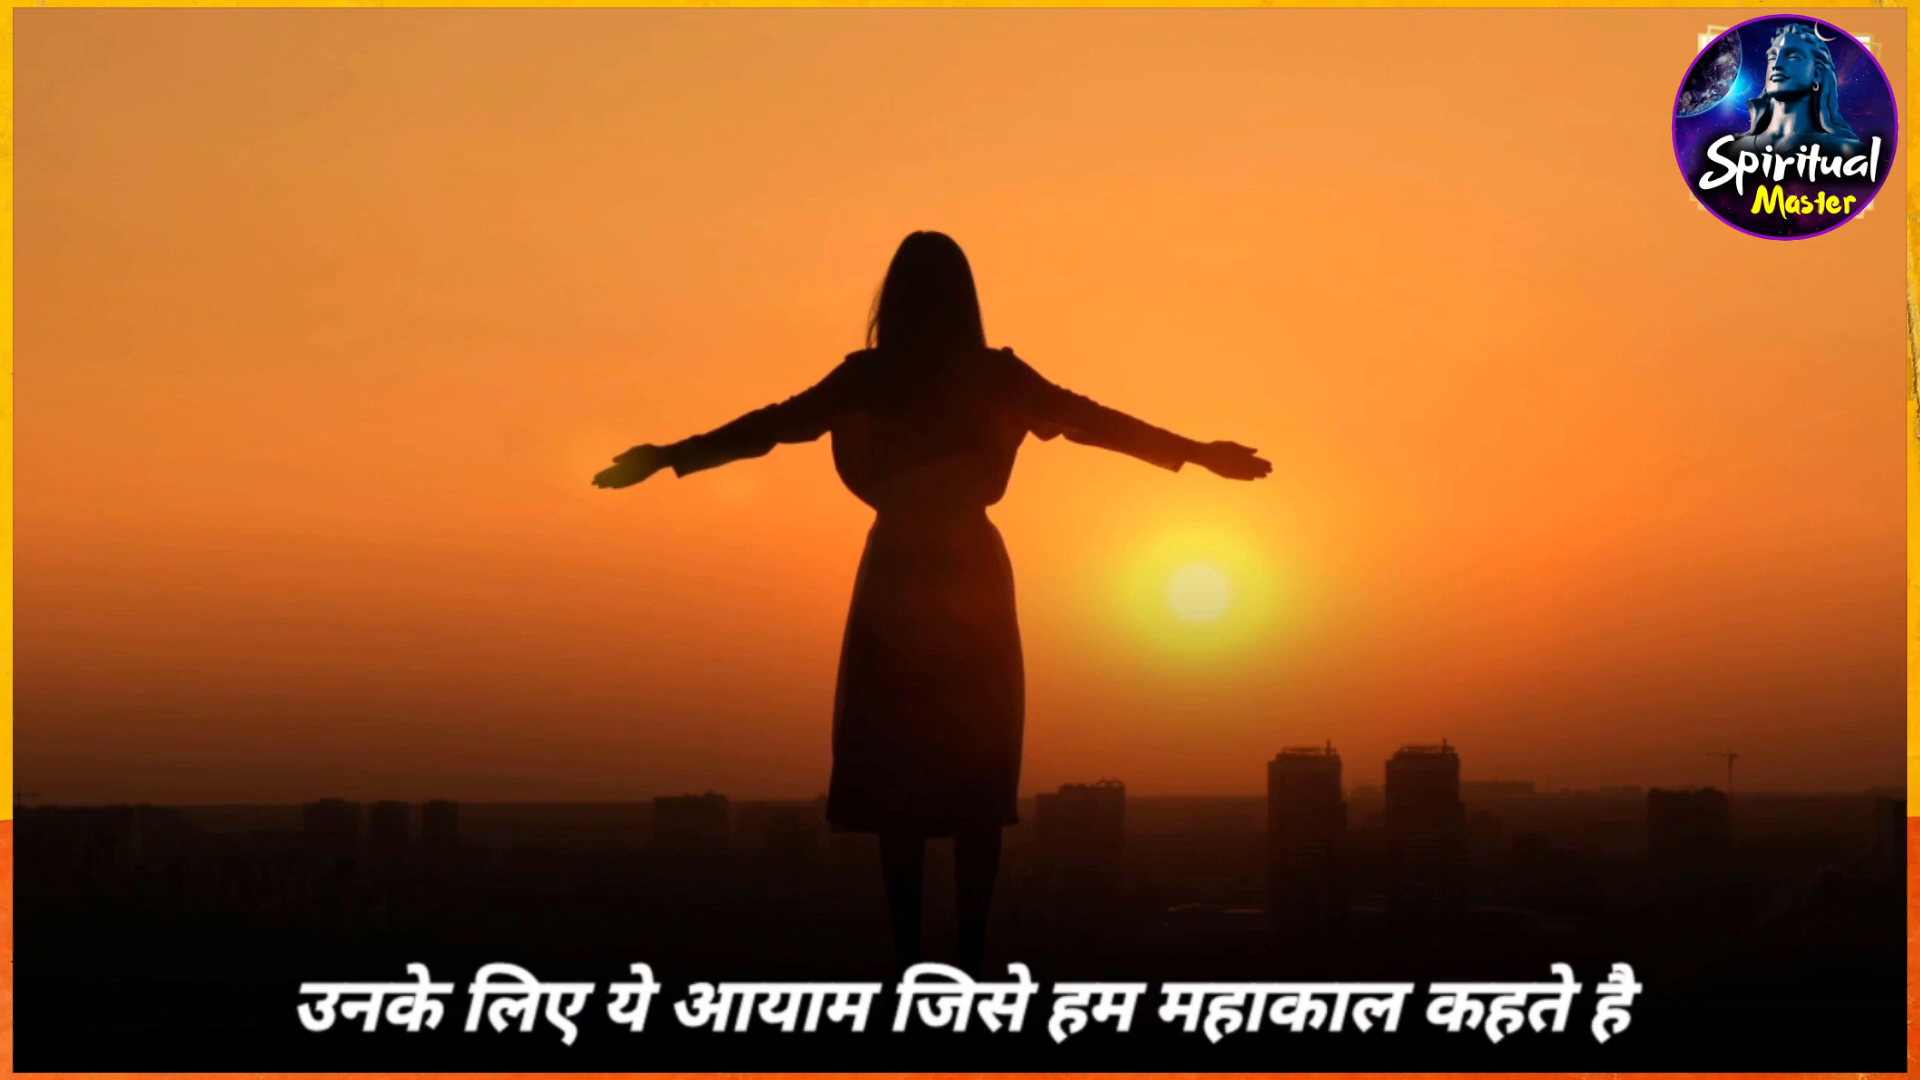 Spiritual
Master
उनके लिए ये आयाम जिसे हम महाकाल कहते है